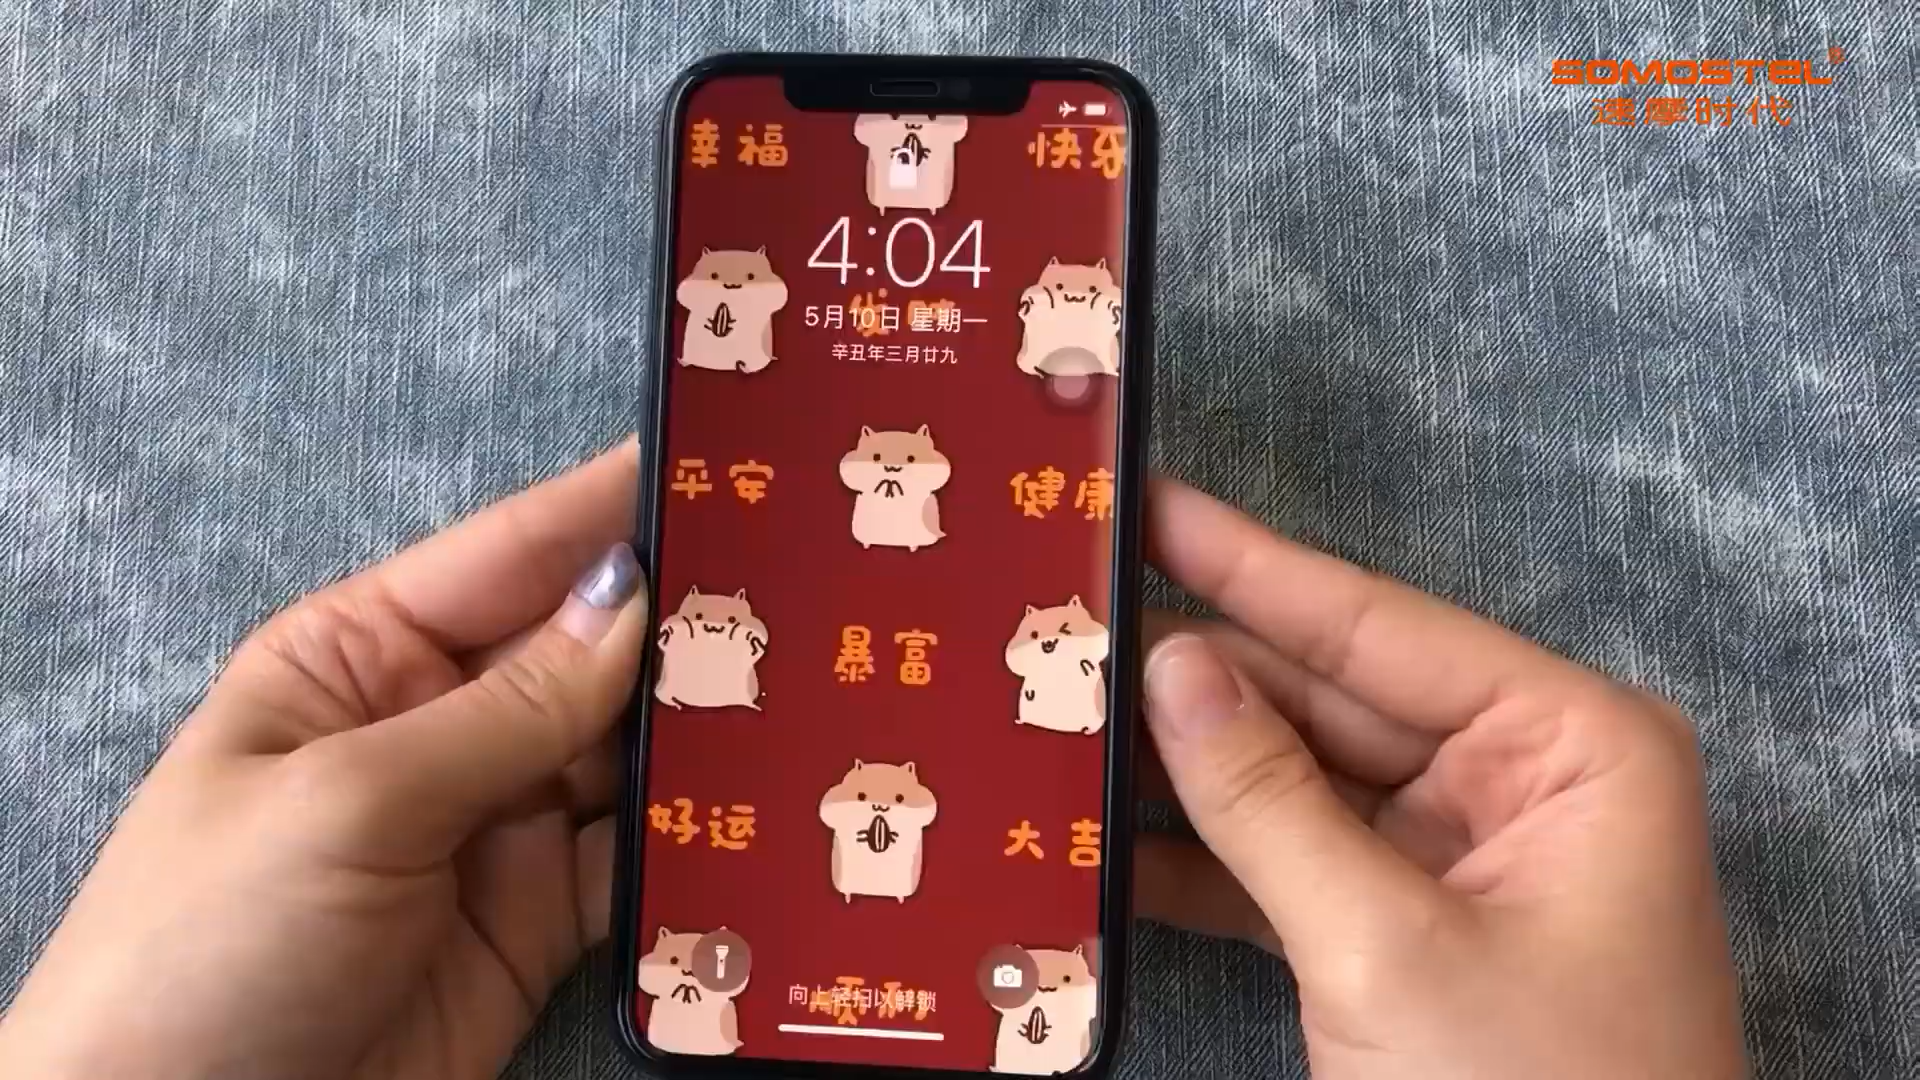 SOMOSTEL®
速摩时代
幸福
快乐
4:04
5月10日 星期一
辛丑年三月廿九
平安
健康
暴富
好运
大吉
向上轻扫以解锁
顺利